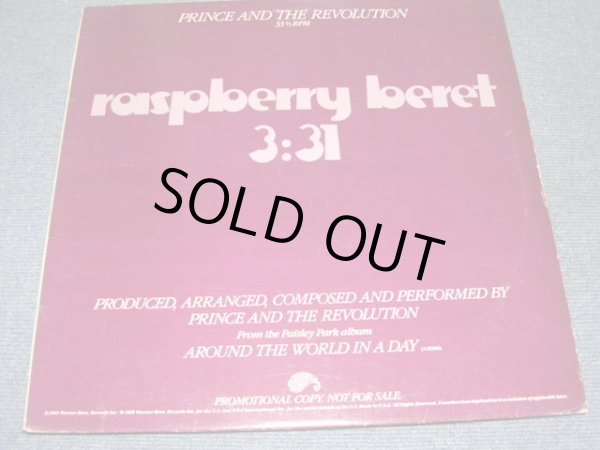 PRINCE AND THE REVOLUTION
33 ⅓ RPM
raspberry beret
3:31
SOLD OUT
PRODUCED, ARRANGED, COMPOSED AND PERFORMED BY
PRINCE AND THE REVOLUTION
From the Paisley Park album
AROUND THE WORLD IN A DAY
PROMOTIONAL COPY. NOT FOR SALE.